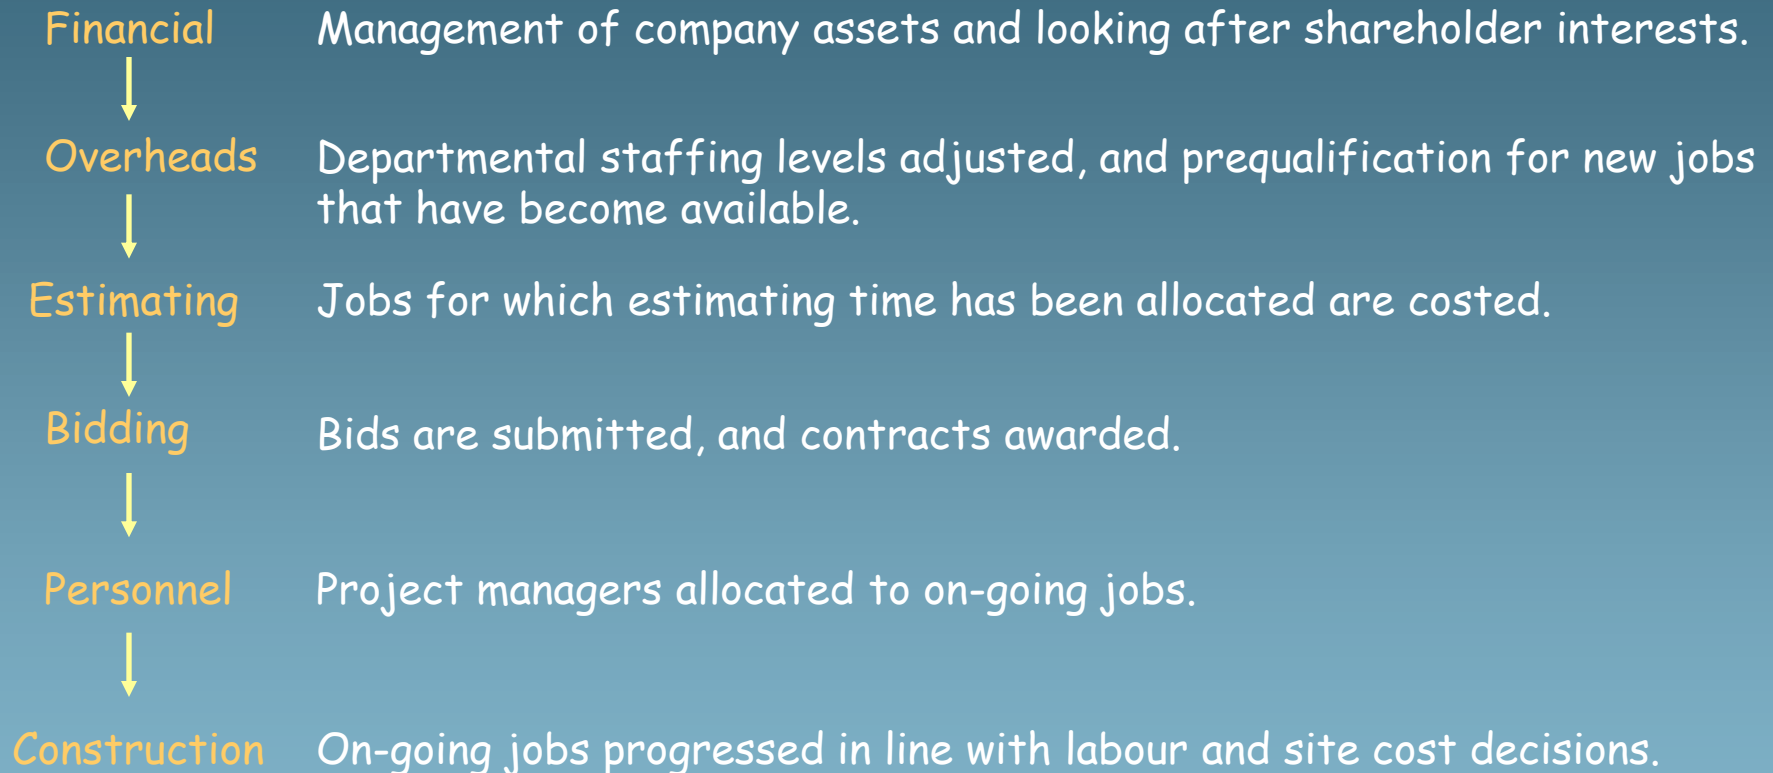 Financial Management of company assets and looking after shareholder interests.
Overheads Departmental staffing levels adjusted, and prequalification for new jobs
that have become available.
Estimating Jobs for which estimating time has been allocated are costed.
Bidding Bids are submitted, and contracts awarded.
Personnel Project managers allocated to on-going jobs.
Construction On-going jobs progressed in line with labour and site cost decisions.